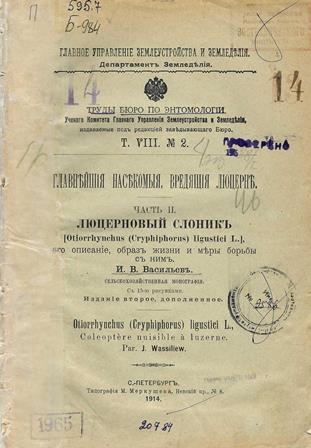 П 595.7
Б-984
ГЛАВНОЕ УПРАВЛЕНІЕ ЗЕМЛЕУСТРОЙСТВА И ЗЕМЛЕДѢЛІЯ.
Департаментъ Земледѣлія.
14
14
ТРУДЫ БЮРО ПО ЭНТОМОЛОГІИ
Ученаго Комитета Главнаго Управленія Землеустройства и Земледѣлія,
издаваемые подъ редакціей завѣдывающаго Бюро.
Т. VIII. № 2.
ПРОВЕРЕНО
ГЛАВНѢЙШІЯ НАСѢКОМЫЯ, ВРЕДЯЩІЯ ЛЮЦЕРНѢ.
ЧАСТЬ II.
ЛЮЦЕРНОВЫЙ СЛОНИКЪ
[Otiorrhynchus (Cryphiphorus) ligustici L.],
его описаніе, образъ жизни и мѣры борьбы
съ нимъ.
И. В. Васильевъ.
СЕЛЬСКОХОЗЯЙСТВЕННАЯ МОНОГРАФІЯ.
Съ 15-ю рисунками.
Изданіе второе, дополненное.
Otiorrhynchus (Cryphiphorus) ligustici L.,
Coleoptère nuisible à luzerne.
Par. J. Wassiliew.
С.-ПЕТЕРБУРГЪ.
Типографія М. Меркушева, Невскій пр., № 8.
1914.
1965
20784